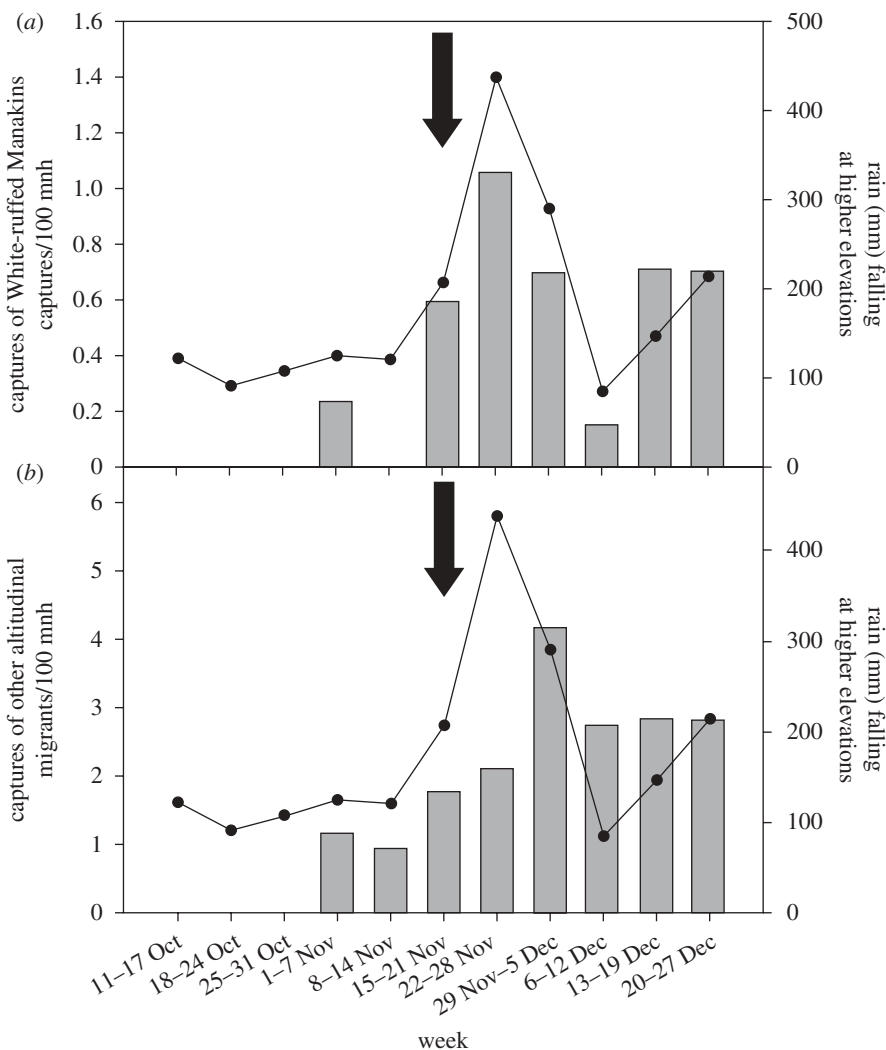 (a)
1.6
1.4
1.2
1.0
0.8
0.6
0.4
0.2
0
captures of White-ruffed Manakins
captures/100 mnh
500
400
300
200
100
0
rain (mm) falling
at higher elevations
(b)
6
5
4
3
2
1
0
captures of other altitudinal
migrants/100 mnh
400
300
200
100
0
rain (mm) falling
at higher elevations
11–17 Oct
18–24 Oct
25–31 Oct
1–7 Nov
8–14 Nov
15–21 Nov
22–28 Nov
29 Nov–5 Dec
6–12 Dec
13–19 Dec
20–27 Dec
week